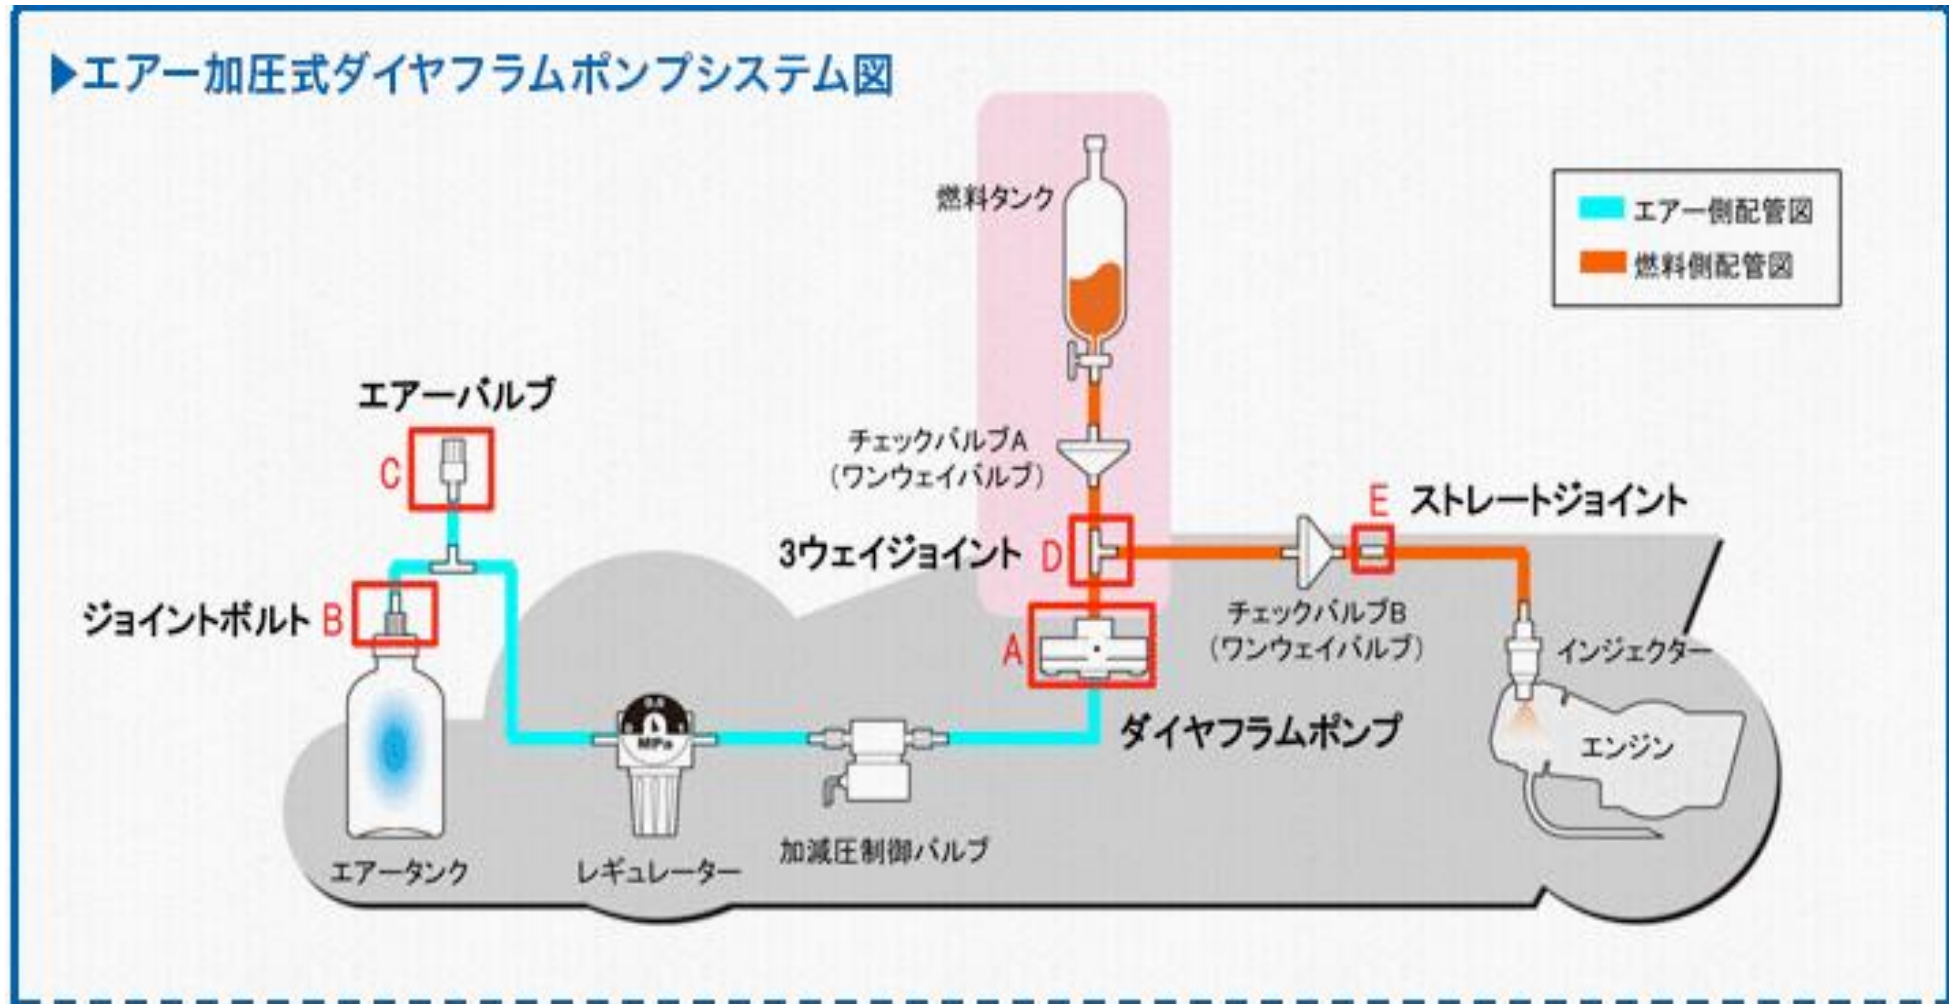 ▶エアー加圧式ダイヤフラムポンプシステム図
燃料タンク
エアー側配管図
燃料側配管図
エアーバルブ
C
チェックバルブA
(ワンウェイバルブ)
E ストレートジョイント
3ウェイジョイント D
ジョイントボルト B
チェックバルブB
(ワンウェイバルブ)
A
インジェクター
ダイヤフラムポンプ
MPa
エンジン
加減圧制御バルブ
エアータンク
レギュレーター